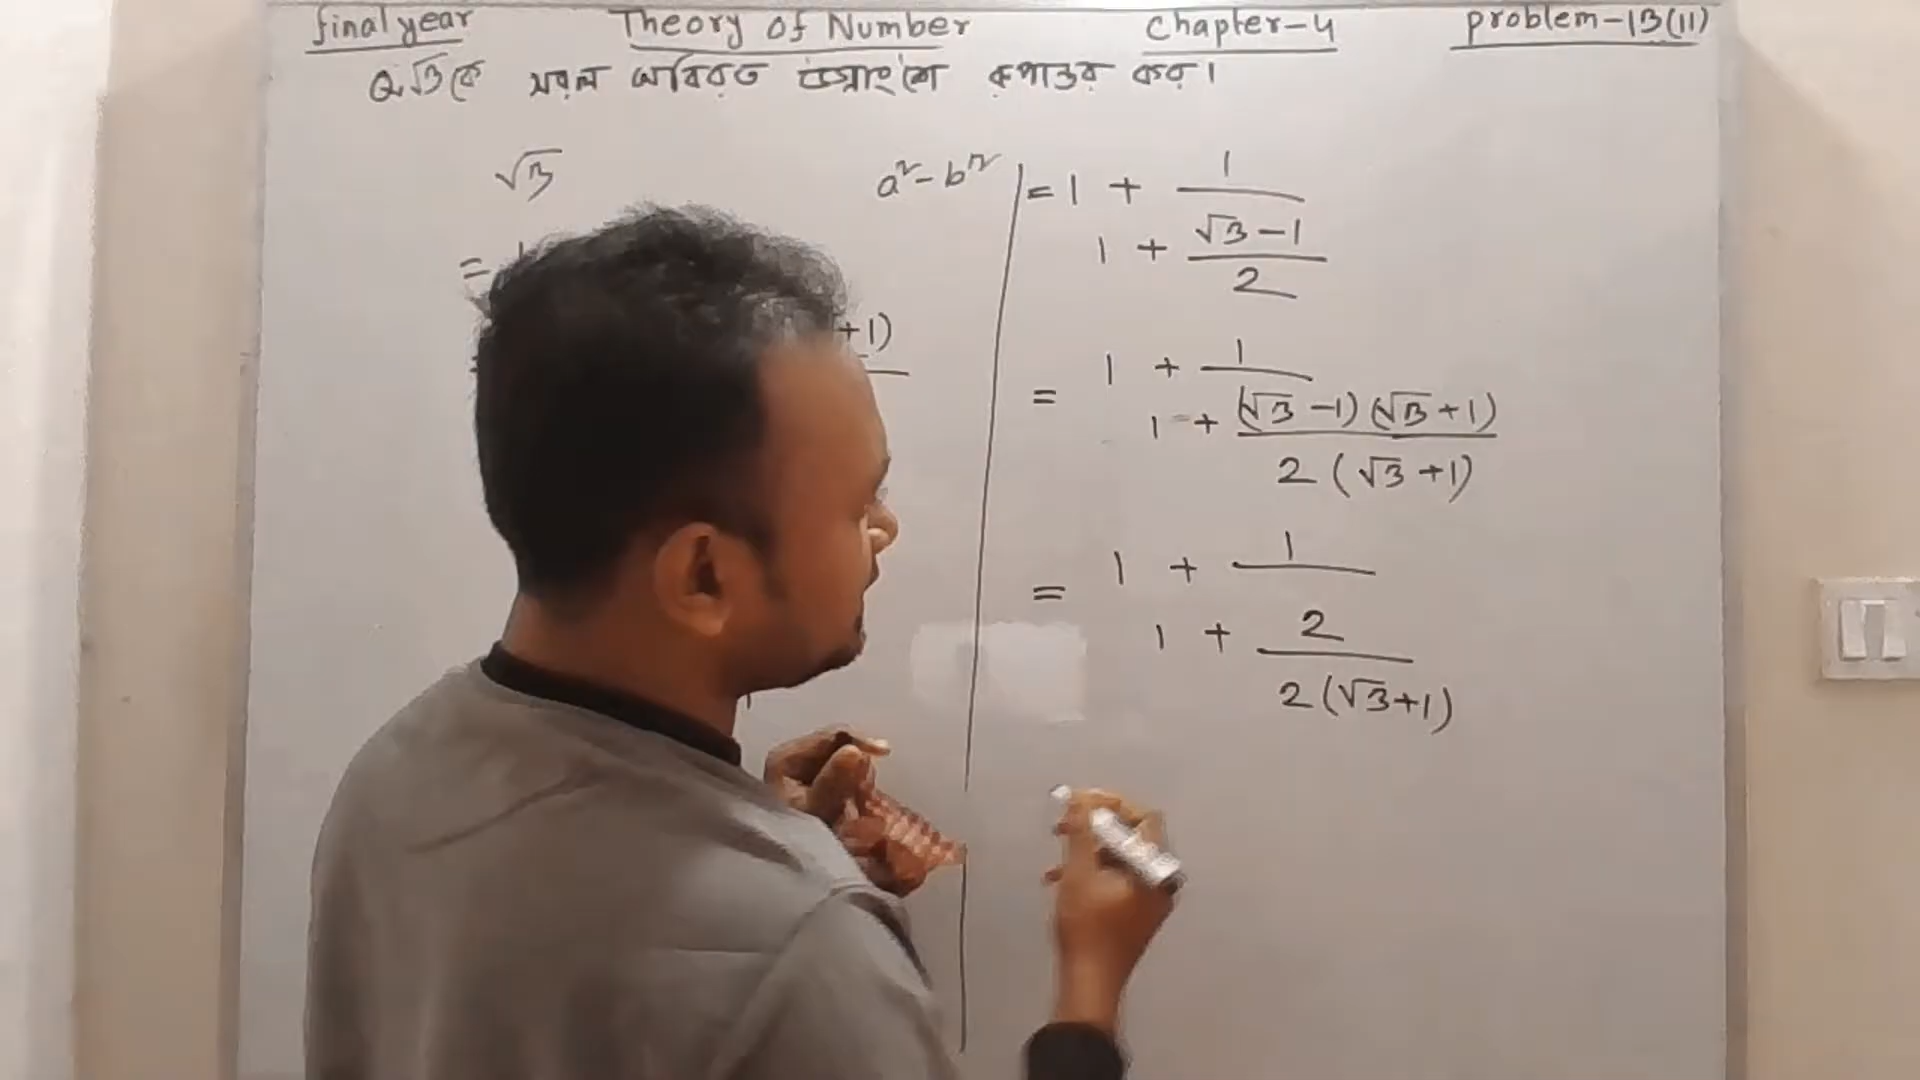 final year Theory of Number Chapter-4 problem-13(11)
Q √3 কে সরল অবিরত ভগ্নাংশে রূপান্তর কর।
√3
a² - b²
=
+1)
= 1 + 1
1 + √3 - 1
2
= 1 + 1
1 + (√3 - 1) (√3 + 1)
2 (√3 + 1)
= 1 + 1
1 + 2
2 (√3 + 1)